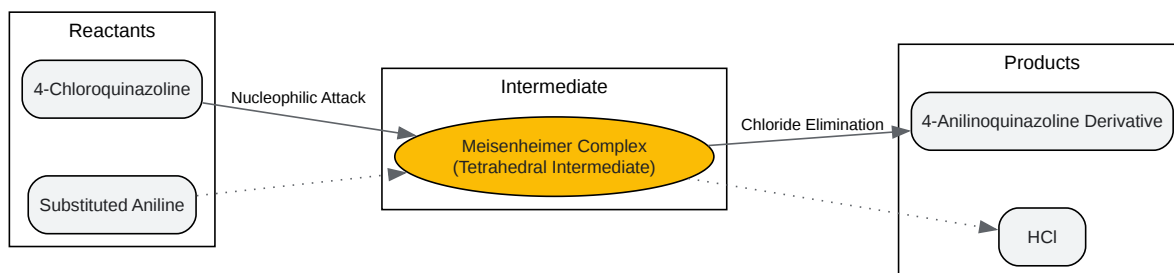 Reactants
4-Chloroquinazoline
Substituted Aniline
Nucleophilic Attack
Intermediate
Meisenheimer Complex
(Tetrahedral Intermediate)
Chloride Elimination
Products
4-Anilinoquinazoline Derivative
HCl